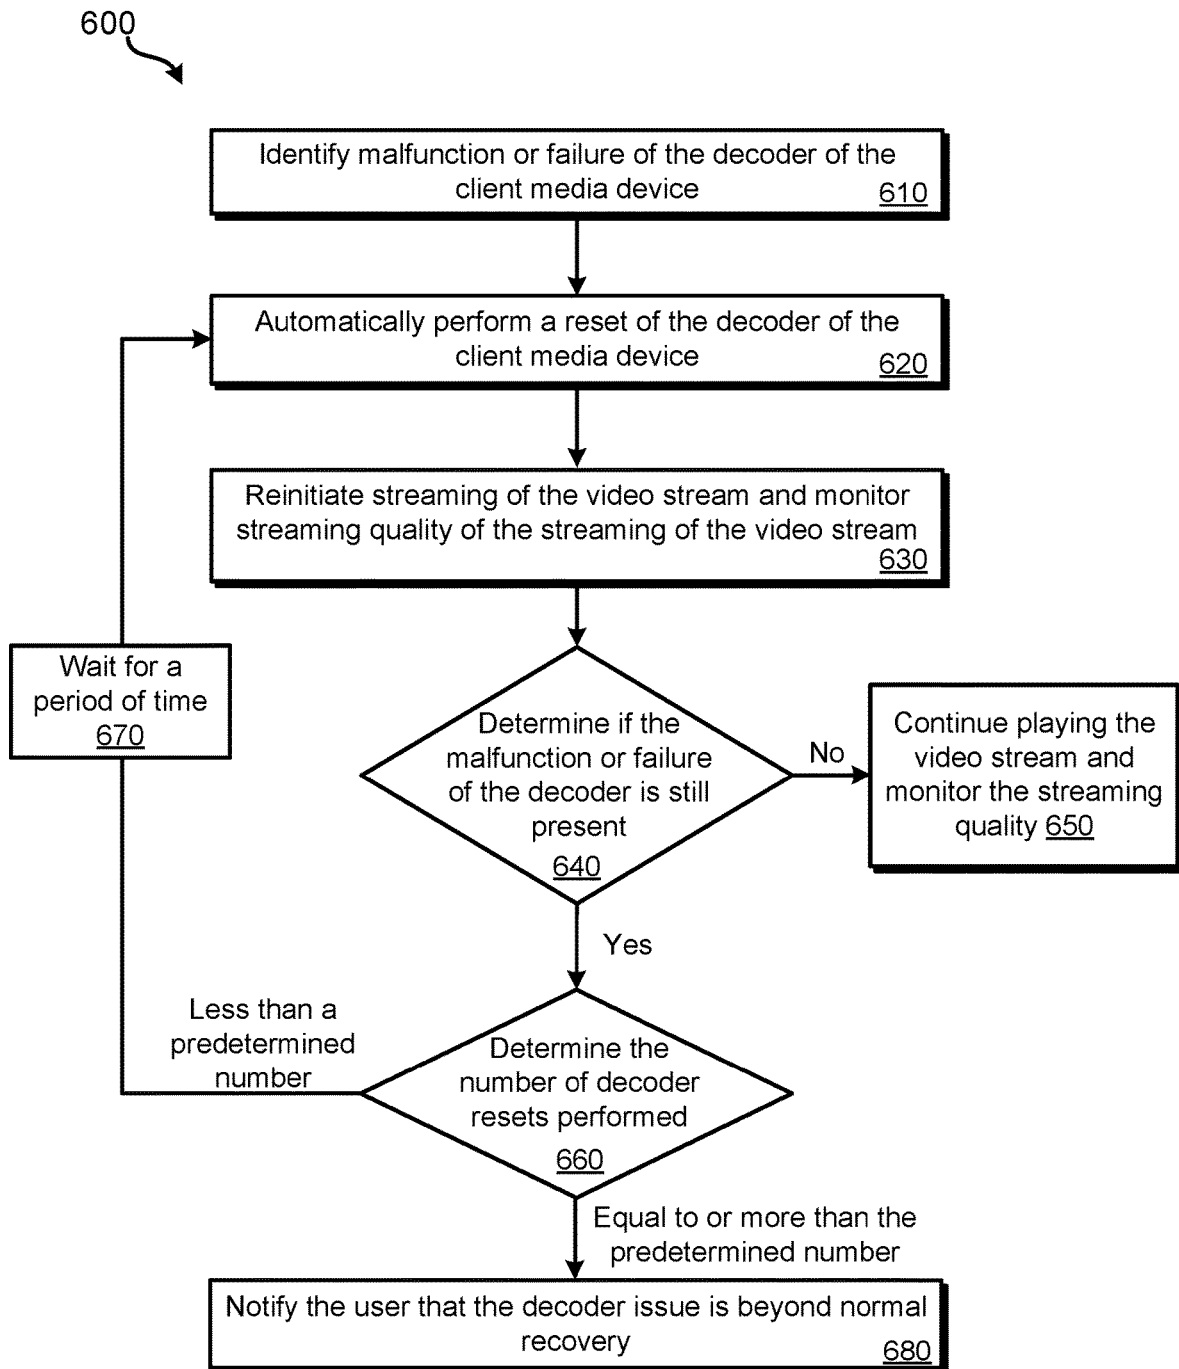 600
Identify malfunction or failure of the decoder of the
client media device
610
Automatically perform a reset of the decoder of the
client media device
620
Reinitiate streaming of the video stream and monitor
streaming quality of the streaming of the video stream
630
Wait for a
period of time
670
Determine if the
malfunction or failure
of the decoder is still
present
640
No
Continue playing the
video stream and
monitor the streaming
quality 650
Yes
Less than a
predetermined
number
Determine the
number of decoder
resets performed
660
Equal to or more than the
predetermined number
Notify the user that the decoder issue is beyond normal
recovery
680